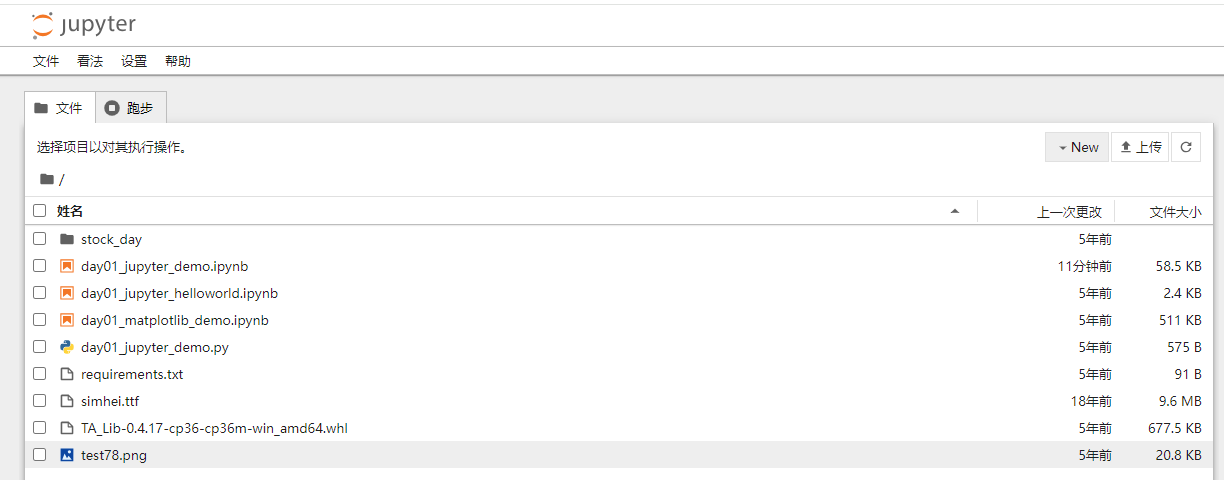 jupyter
文件 看法 设置 帮助
文件 跑步
选择项目以对其执行操作。 New 上传
/
姓名 上一次更改 文件大小
stock_day 5年前
day01_jupyter_demo.ipynb 11分钟前 58.5 KB
day01_jupyter_helloworld.ipynb 5年前 2.4 KB
day01_matplotlib_demo.ipynb 5年前 511 KB
day01_jupyter_demo.py 5年前 575 B
requirements.txt 5年前 91 B
simhei.ttf 18年前 9.6 MB
TA_Lib-0.4.17-cp36-cp36m-win_amd64.whl 5年前 677.5 KB
test78.png 5年前 20.8 KB